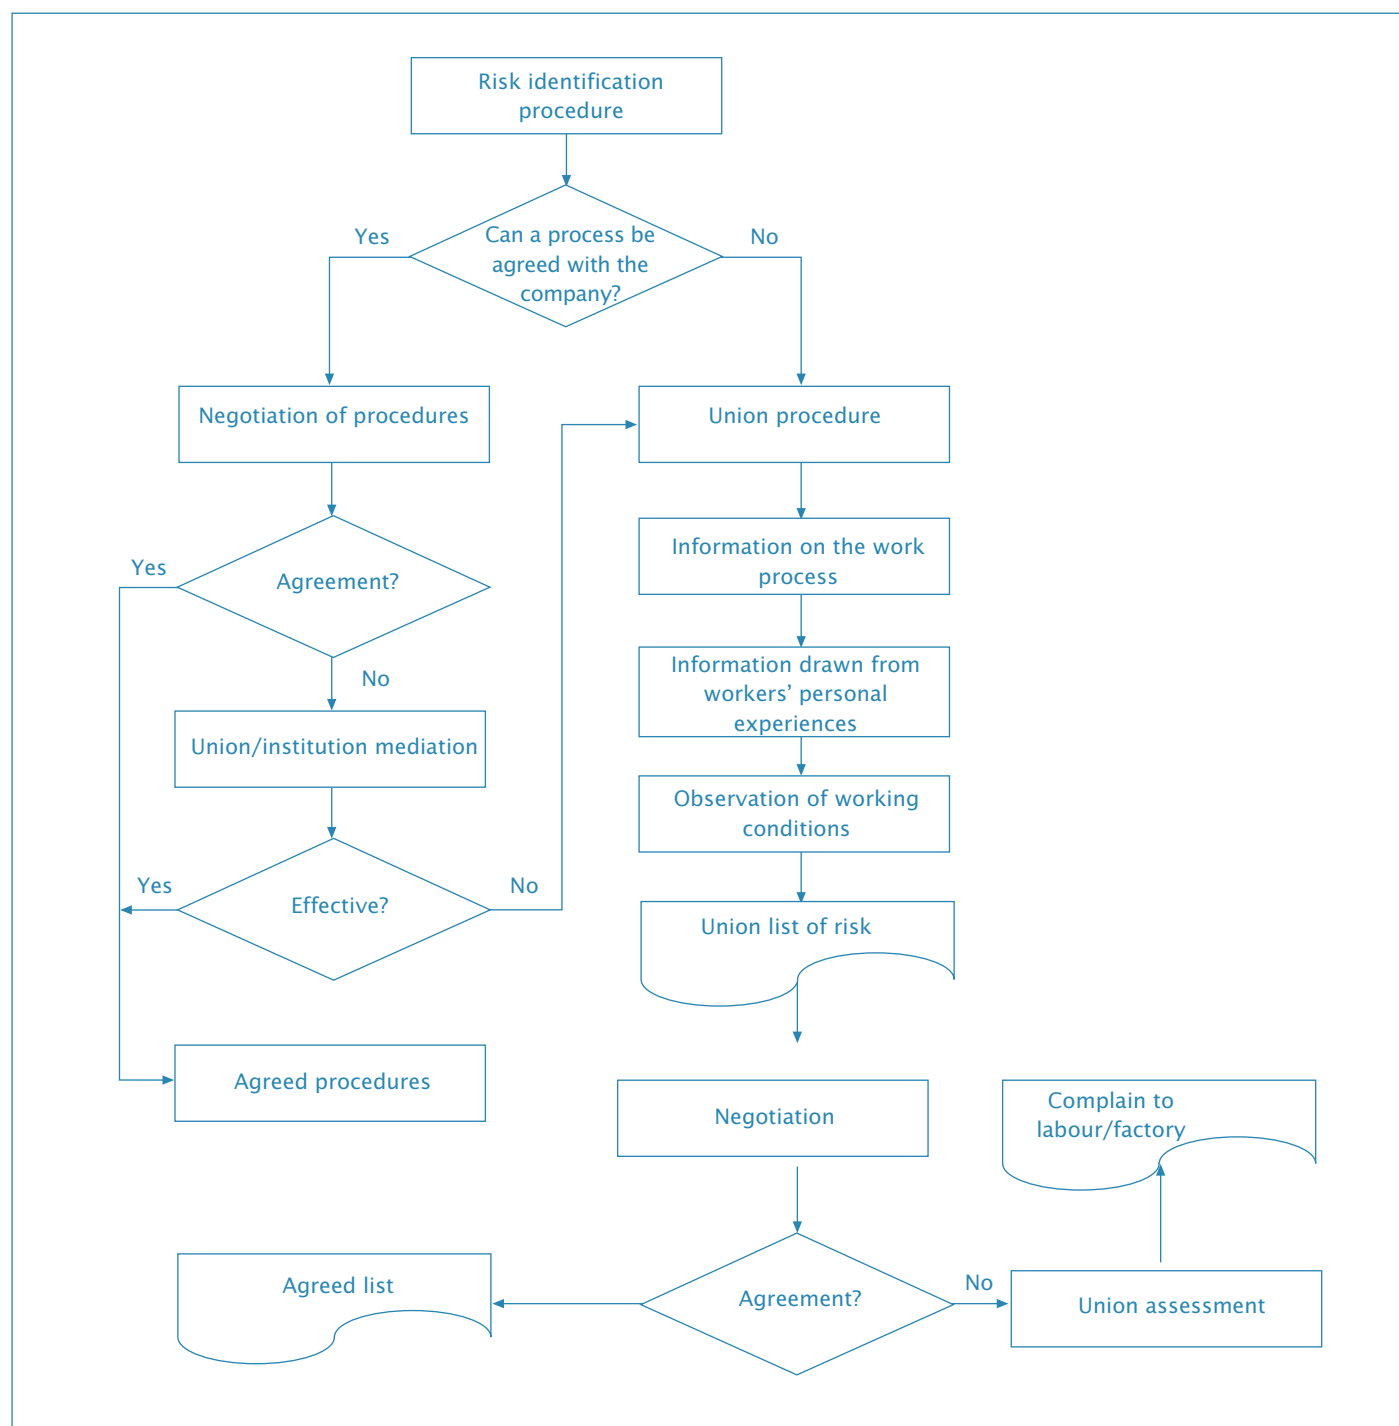 Risk identification
procedure
Yes
Can a process be
agreed with the
company?
No
Negotiation of procedures
Union procedure
Yes
Agreement?
Information on the work
process
No
Information drawn from
workers’ personal
experiences
Union/institution mediation
Observation of working
conditions
Yes
Effective?
No
Union list of risk
Agreed procedures
Negotiation
Complain to
labour/factory
Agreed list
Agreement?
No
Union assessment